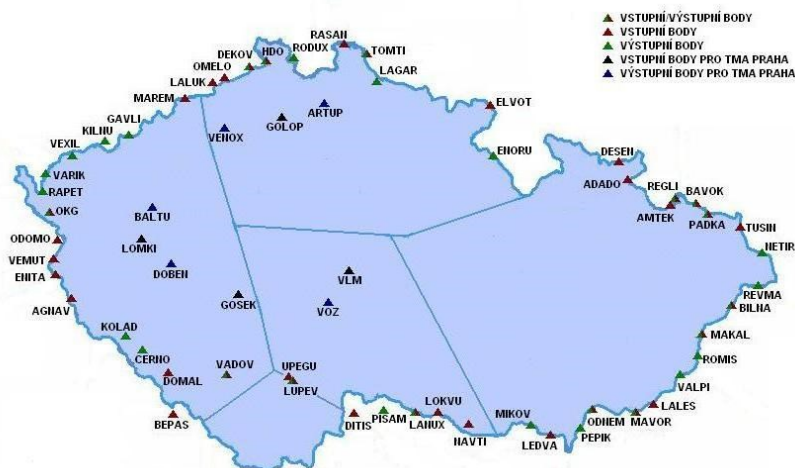 VSTUPNÍ/VÝSTUPNÍ BODY
VSTUPNÍ BODY
VÝSTUPNÍ BODY
VSTUPNÍ BODY PRO TMA PRAHA
VÝSTUPNÍ BODY PRO TMA PRAHA
RASAN
HDO
RODUX
TOMTI
DEKOV
OMELO
LALUK
LAGAR
MAREM
ELVOT
ARTUP
GOLOP
VENOX
GAVLI
KILNU
VEXIL
ENORU
DESEN
VARIK
ADADO
RAPET
REGLI
BAVOK
OKG
BALTU
AMTEK
PADKA
TUSIN
ODOMO
LOMKI
NETIR
VEMUT
DOBEN
ENITA
VLM
REVMA
AGNAV
GOSEK
VOZ
BILNA
KOLAD
MAKAL
CERNO
ROMIS
DOMAL
VADOV
UPEGU
LUPEV
VALPI
BEPAS
DITIS
PISAM
LANUX
LOKVU
NAVTI
MIKOV
LEDVA
PEPIK
ODNEM
MAVOR
LALES